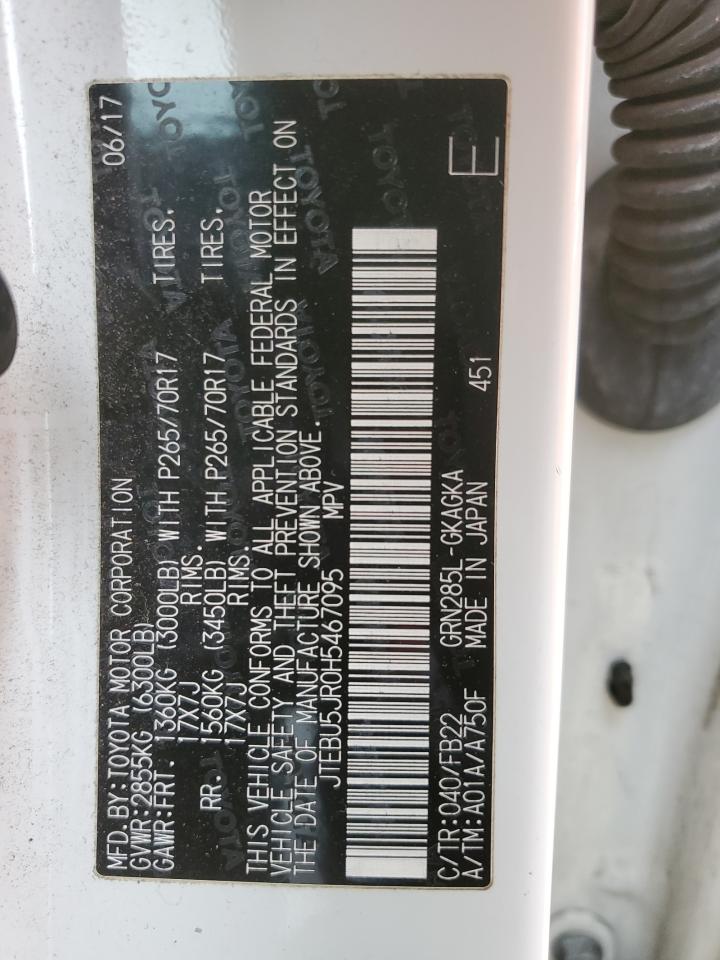 MFD. BY: TOYOTA MOTOR CORPORATION 06/17
GVWR: 2855KG (6300LB)
GAWR: FRT. 1360KG (3000LB) WITH P265/70R17 TIRES.
17X7J RIMS.
RR. 1560KG (3450LB) WITH P265/70R17 TIRES.
17X7J RIMS.
THIS VEHICLE CONFORMS TO ALL APPLICABLE FEDERAL MOTOR
VEHICLE SAFETY AND THEFT PREVENTION STANDARDS IN EFFECT ON
THE DATE OF MANUFACTURE SHOWN ABOVE.
JTEBU5JR0H5467095 MPV
C/TR: 040/FB22 GRN285L-GKAGKA
A/TM: A01A/A750F MADE IN JAPAN 451 E